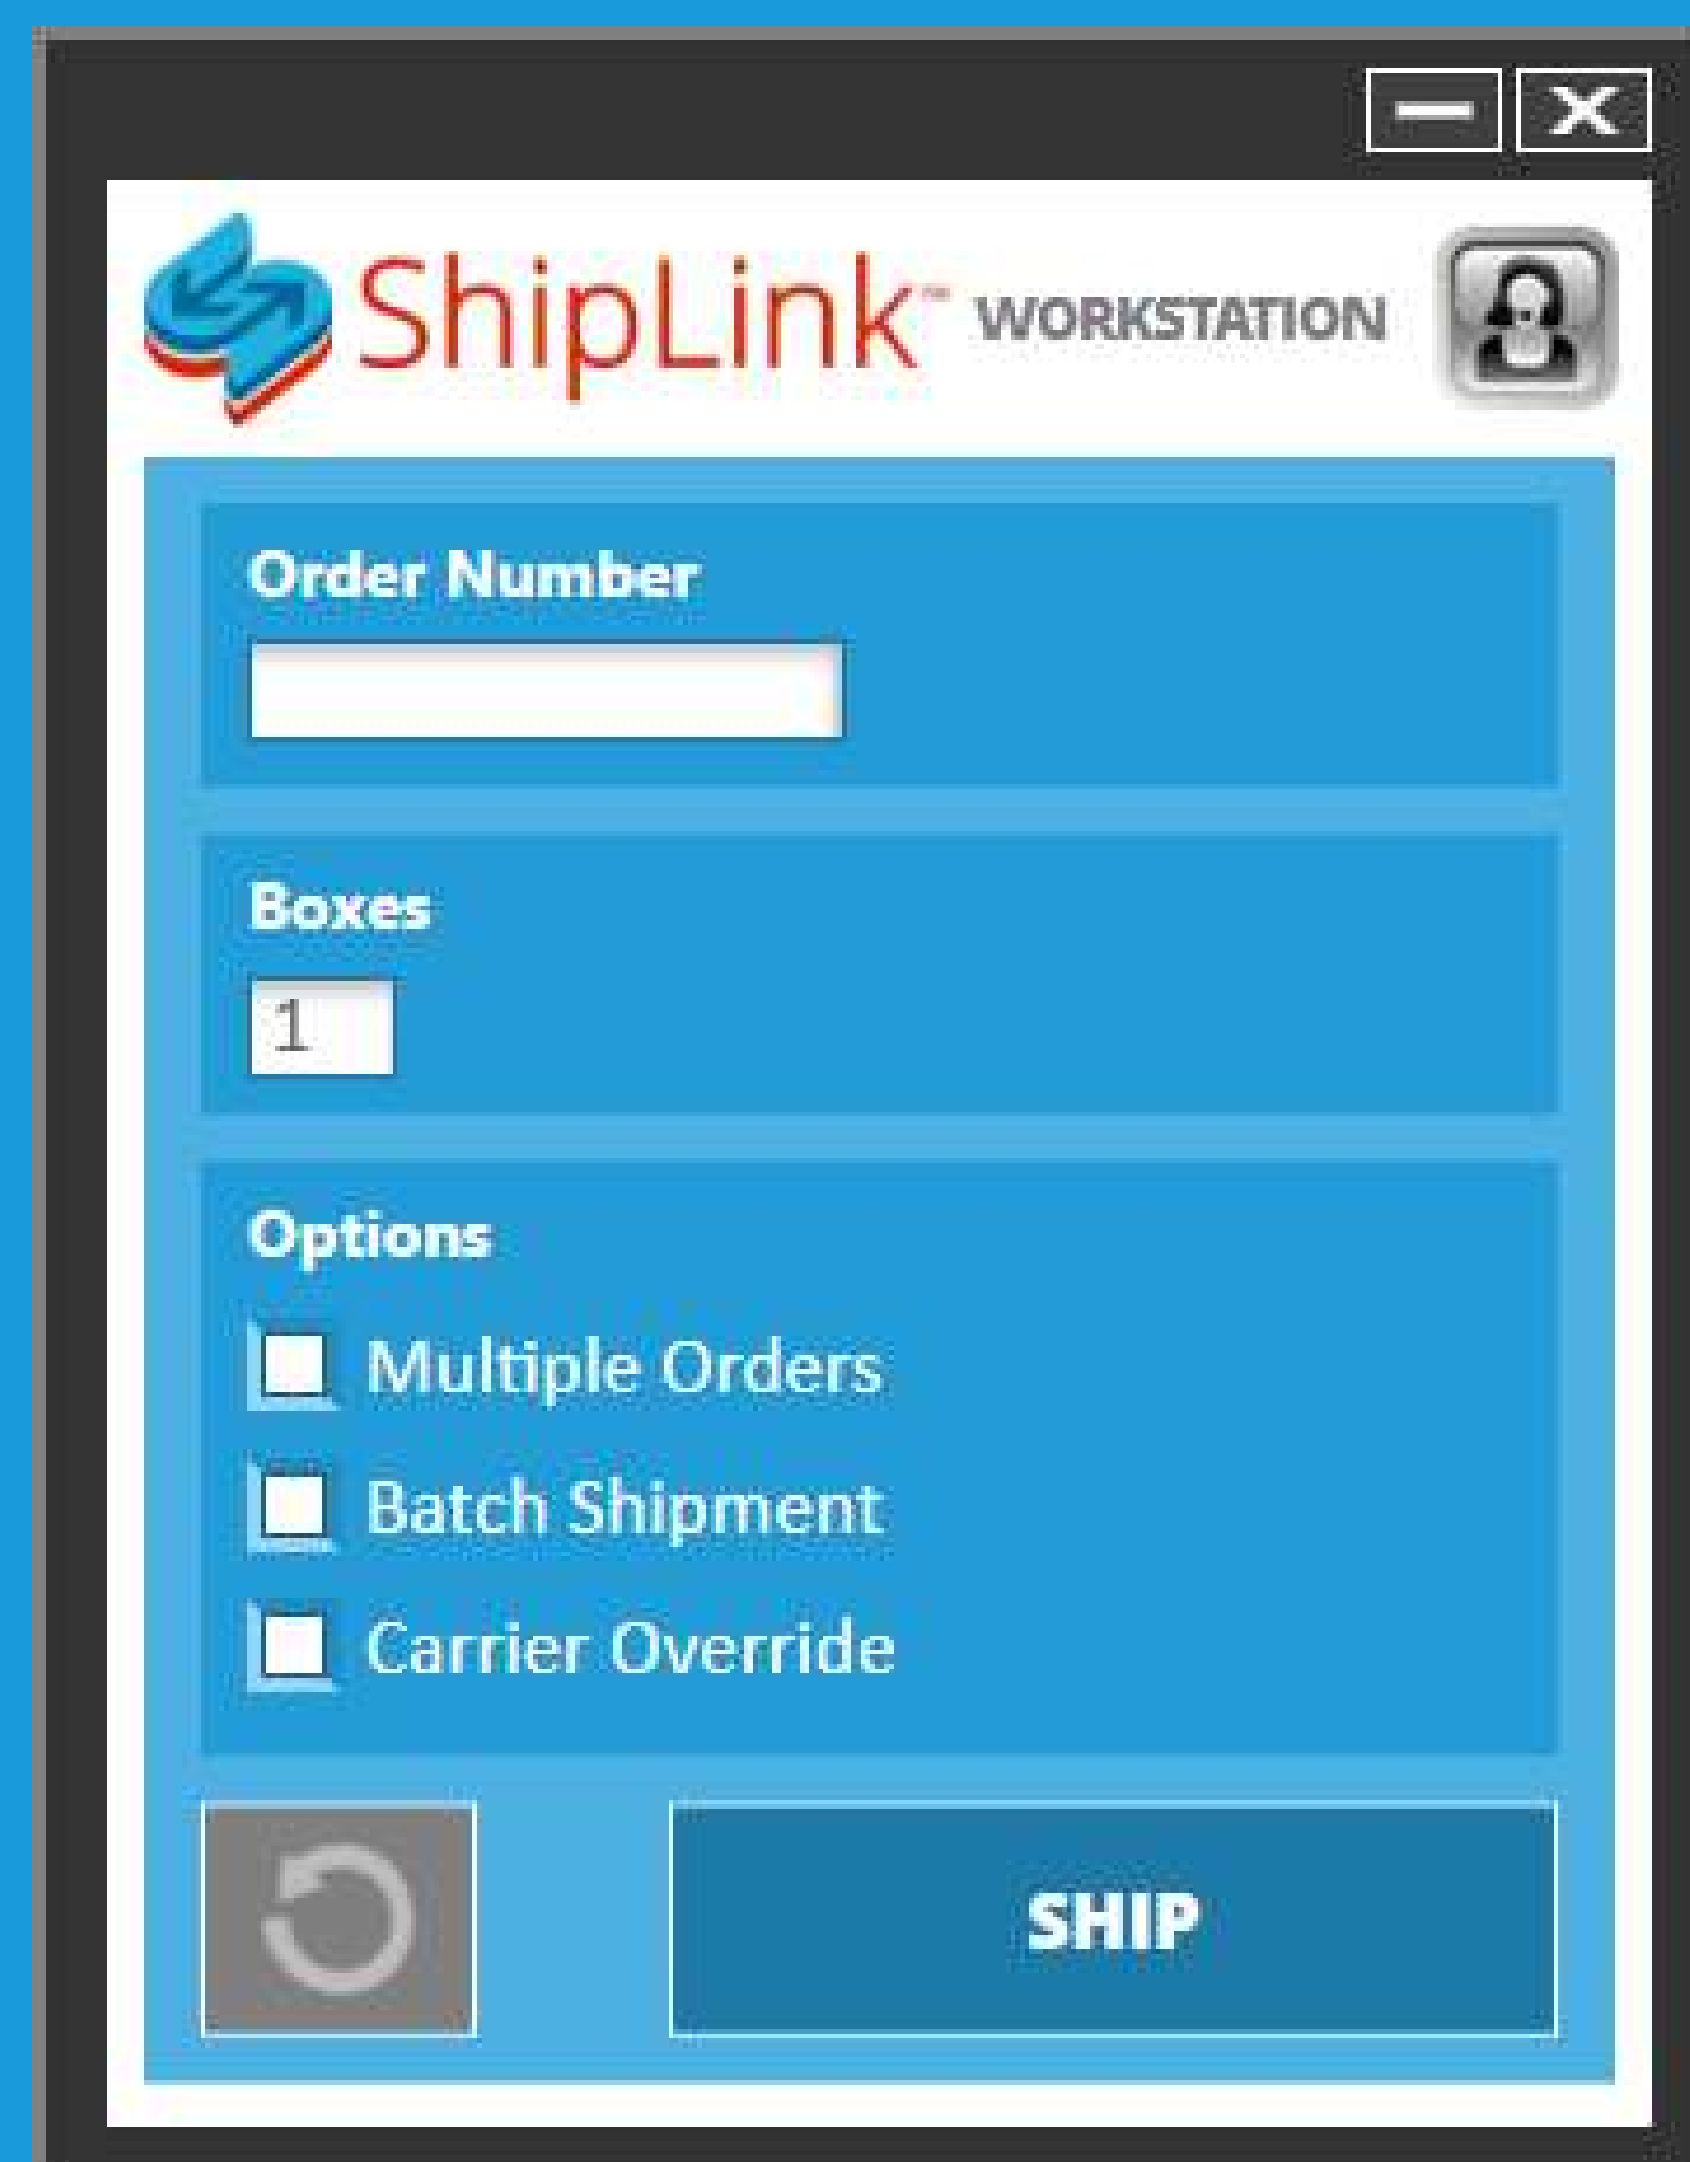 ShipLink™ WORKSTATION
Order Number
Boxes
1
Options
Multiple Orders
Batch Shipment
Carrier Override
SHIP